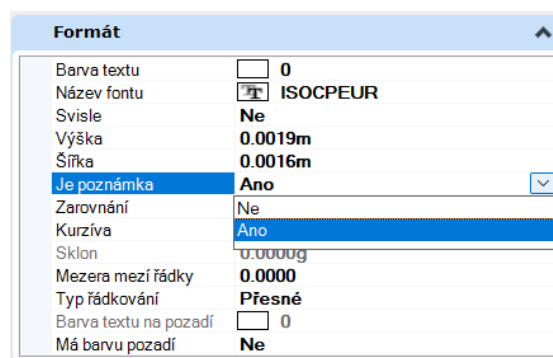 Formát
Barva textu 0
Název fontu ISOCPEUR
Svisle Ne
Výška 0.0019m
Šířka 0.0016m
Je poznámka Ano
Zarovnání Ne
Kurzíva Ano
Sklon 0.0000g
Mezera mezí řádky 0.0000
Typ řádkování Přesné
Barva textu na pozadí 0
Má barvu pozadí Ne